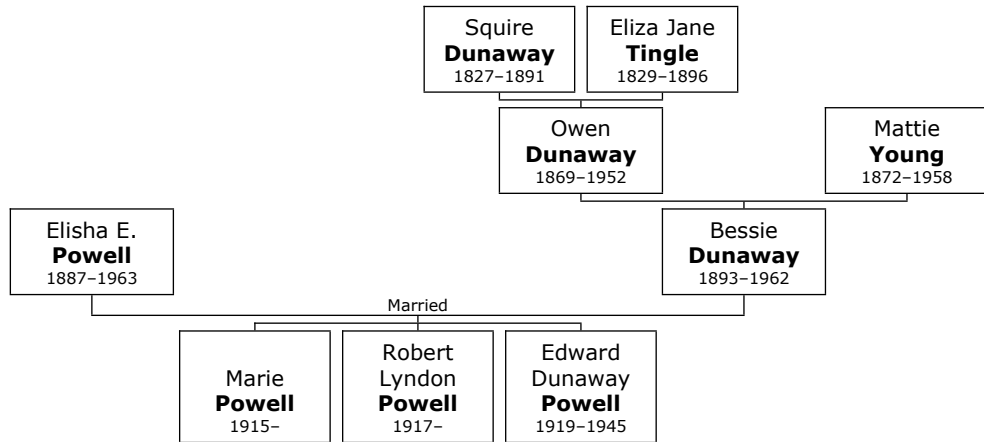 Squire
Dunaway
1827–1891
Eliza Jane
Tingle
1829–1896
Owen
Dunaway
1869–1952
Mattie
Young
1872–1958
Elisha E.
Powell
1887–1963
Bessie
Dunaway
1893–1962
Married
Marie
Powell
1915–
Robert
Lyndon
Powell
1917–
Edward
Dunaway
Powell
1919–1945